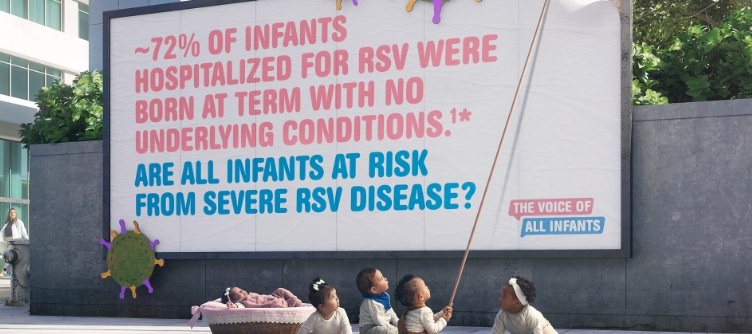 ~72% OF INFANTS
HOSPITALIZED FOR RSV WERE
BORN AT TERM WITH NO
UNDERLYING CONDITIONS.¹*
ARE ALL INFANTS AT RISK
FROM SEVERE RSV DISEASE?
THE VOICE OF
ALL INFANTS